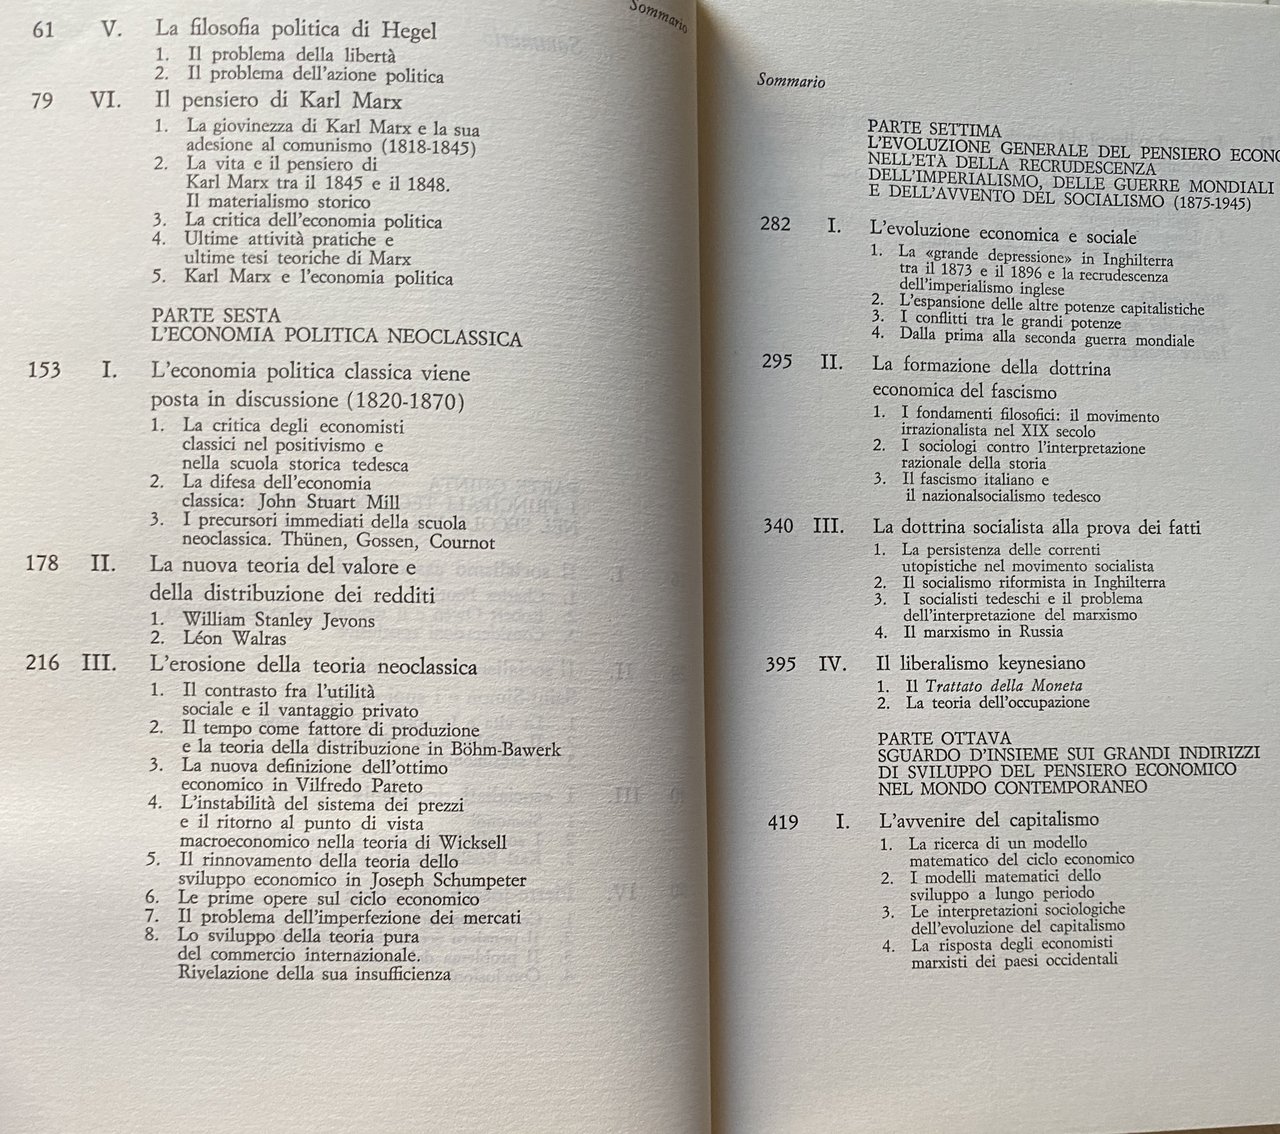 Sommario
61 V. La filosofia politica di Hegel
1. Il problema della libertà
2. Il problema dell'azione politica
79 VI. Il pensiero di Karl Marx
1. La giovinezza di Karl Marx e la sua
adesione al comunismo (1818-1845)
2. La vita e il pensiero di
Karl Marx tra il 1845 e il 1848.
Il materialismo storico
3. La critica dell'economia politica
4. Ultime attività pratiche e
ultime tesi teoriche di Marx
5. Karl Marx e l'economia politica
PARTE SESTA
L'ECONOMIA POLITICA NEOCLASSICA
153 I. L'economia politica classica viene
posta in discussione (1820-1870)
1. La critica degli economisti
classici nel positivismo e
nella scuola storica tedesca
2. La difesa dell'economia
classica: John Stuart Mill
3. I precursori immediati della scuola
neoclassica. Thünen, Gossen, Cournot
178 II. La nuova teoria del valore e
della distribuzione dei redditi
1. William Stanley Jevons
2. Léon Walras
216 III. L'erosione della teoria neoclassica
1. Il contrasto fra l'utilità
sociale e il vantaggio privato
2. Il tempo come fattore di produzione
e la teoria della distribuzione in Böhm-Bawerk
3. La nuova definizione dell'ottimo
economico in Vilfredo Pareto
4. L'instabilità del sistema dei prezzi
e il ritorno al punto di vista
macroeconomico nella teoria di Wicksell
5. Il rinnovamento della teoria dello
sviluppo economico in Joseph Schumpeter
6. Le prime opere sul ciclo economico
7. Il problema dell'imperfezione dei mercati
8. Lo sviluppo della teoria pura
del commercio internazionale.
Rivelazione della sua insufficienza
Sommario
PARTE SETTIMA
L'EVOLUZIONE GENERALE DEL PENSIERO ECONO
NELL'ETÀ DELLA RECRUDESCENZA
DELL'IMPERIALISMO, DELLE GUERRE MONDIALI
E DELL'AVVENTO DEL SOCIALISMO (1875-1945)
282 I. L'evoluzione economica e sociale
1. La «grande depressione» in Inghilterra
tra il 1873 e il 1896 e la recrudescenza
dell'imperialismo inglese
2. L'espansione delle altre potenze capitalistiche
3. I conflitti tra le grandi potenze
4. Dalla prima alla seconda guerra mondiale
295 II. La formazione della dottrina
economica del fascismo
1. I fondamenti filosofici: il movimento
irrazionalista nel XIX secolo
2. I sociologi contro l'interpretazione
razionale della storia
3. Il fascismo italiano e
il nazionalsocialismo tedesco
340 III. La dottrina socialista alla prova dei fatti
1. La persistenza delle correnti
utopistiche nel movimento socialista
2. Il socialismo riformista in Inghilterra
3. I socialisti tedeschi e il problema
dell'interpretazione del marxismo
4. Il marxismo in Russia
395 IV. Il liberalismo keynesiano
1. Il Trattato della Moneta
2. La teoria dell'occupazione
PARTE OTTAVA
SGUARDO D'INSIEME SUI GRANDI INDIRIZZI
DI SVILUPPO DEL PENSIERO ECONOMICO
NEL MONDO CONTEMPORANEO
419 I. L'avvenire del capitalismo
1. La ricerca di un modello
matematico del ciclo economico
2. I modelli matematici dello
sviluppo a lungo periodo
3. Le interpretazioni sociologiche
dell'evoluzione del capitalismo
4. La risposta degli economisti
marxisti dei paesi occidentali